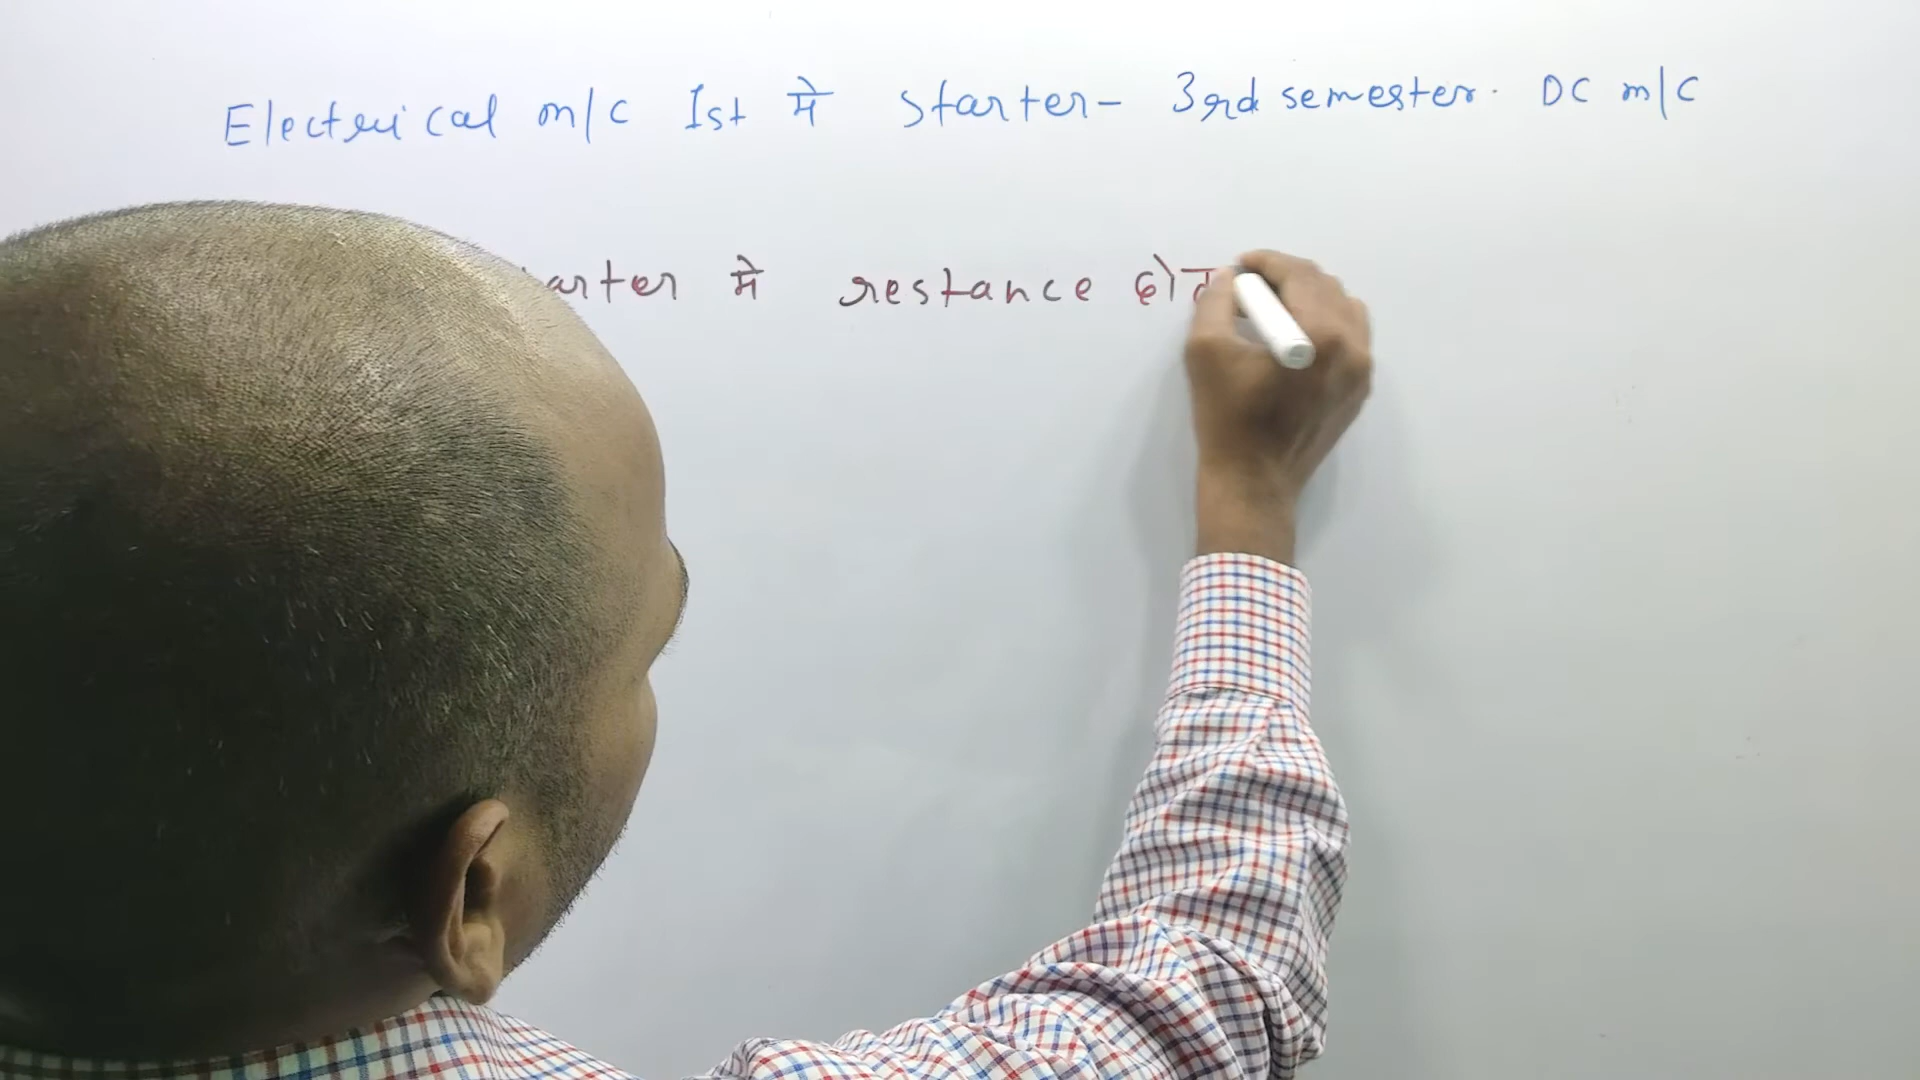 Electrical m/c Ist मे starter- 3rd semester. DC m/c
arter मे restance